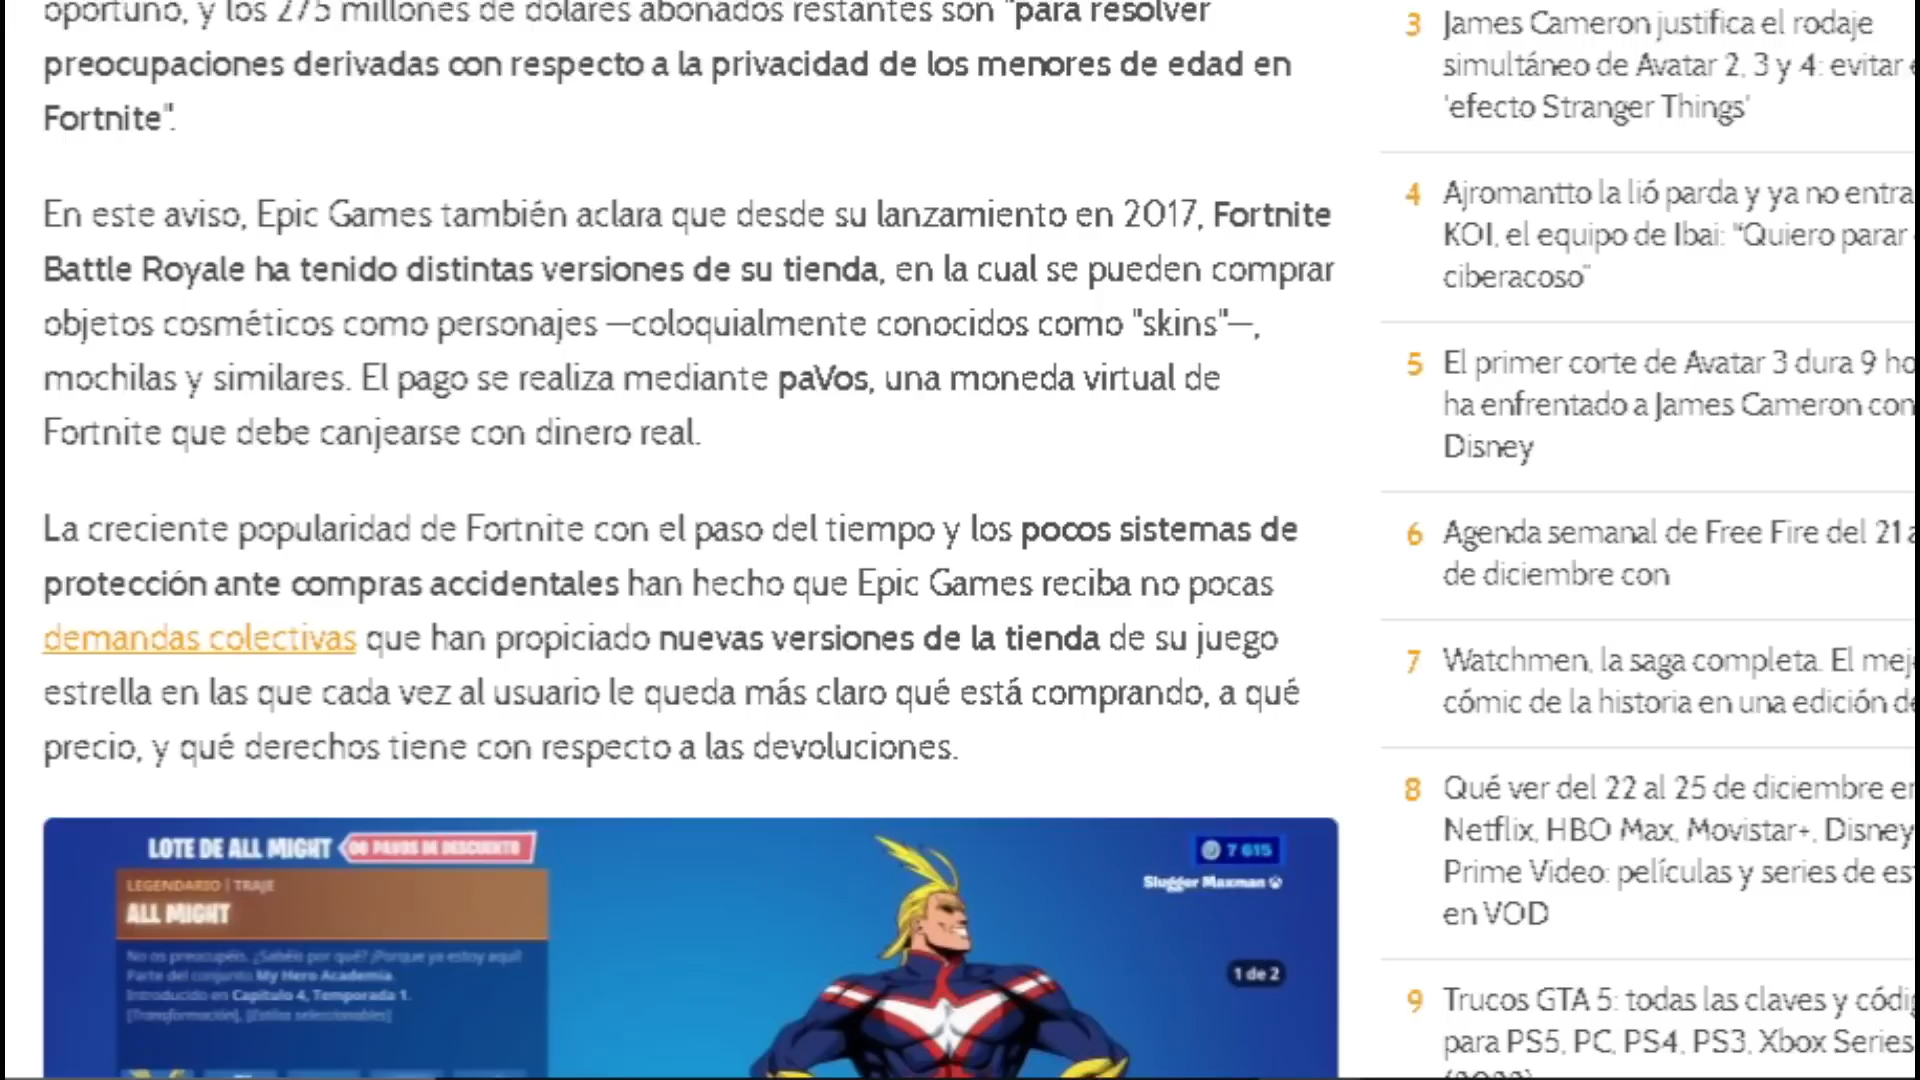 oportuno, y los 275 millones de dólares abonados restantes son "para resolver
preocupaciones derivadas con respecto a la privacidad de los menores de edad en
Fortnite".
En este aviso, Epic Games también aclara que desde su lanzamiento en 2017, Fortnite
Battle Royale ha tenido distintas versiones de su tienda, en la cual se pueden comprar
objetos cosméticos como personajes —coloquialmente conocidos como "skins"—,
mochilas y similares. El pago se realiza mediante paVos, una moneda virtual de
Fortnite que debe canjearse con dinero real.
La creciente popularidad de Fortnite con el paso del tiempo y los pocos sistemas de
protección ante compras accidentales han hecho que Epic Games reciba no pocas
demandas colectivas que han propiciado nuevas versiones de la tienda de su juego
estrella en las que cada vez al usuario le queda más claro qué está comprando, a qué
precio, y qué derechos tiene con respecto a las devoluciones.
LOTE DE ALL MIGHT
00 PAVOS DE DESCUENTO
LEGENDARIO | TRAJE
ALL MIGHT
No os preocupéis. ¿Sabéis por qué? ¡Porque ya estoy aquí!
Parte del conjunto My Hero Academia.
Introducido en Capítulo 4, Temporada 1.
[Transformación], [Estilos seleccionables]
7 615
Slugger Maxman
1 de 2
3 James Cameron justifica el rodaje
simultáneo de Avatar 2, 3 y 4: evitar
'efecto Stranger Things'
4 Ajromantto la lió parda y ya no entra
KOI, el equipo de Ibai: "Quiero parar
ciberacoso"
5 El primer corte de Avatar 3 dura 9 ho
ha enfrentado a James Cameron con
Disney
6 Agenda semanal de Free Fire del 21 a
de diciembre con
7 Watchmen, la saga completa. El mej
cómic de la historia en una edición de
8 Qué ver del 22 al 25 de diciembre en
Netflix, HBO Max, Movistar+, Disney
Prime Video: películas y series de es
en VOD
9 Trucos GTA 5: todas las claves y códi
para PS5, PC, PS4, PS3, Xbox Series